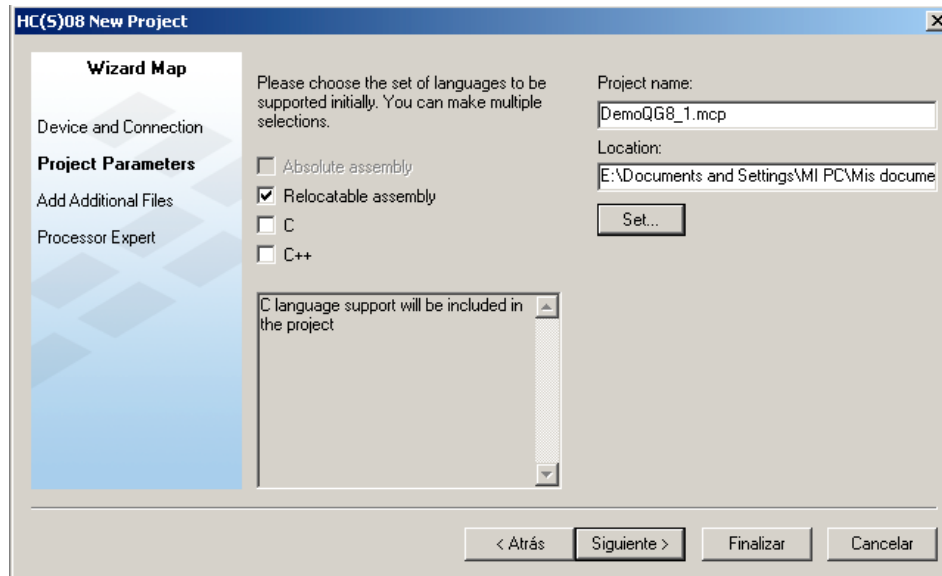 HC(S)08 New Project
Wizard Map
Device and Connection
Project Parameters
Add Additional Files
Processor Expert
Please choose the set of languages to be
supported initially. You can make multiple
selections.
Absolute assembly
Relocatable assembly
C
C++
C language support will be included in
the project
Project name:
DemoQG8_1.mcp
Location:
E:\Documents and Settings\MI PC\Mis docume
Set...
< Atrás
Siguiente >
Finalizar
Cancelar